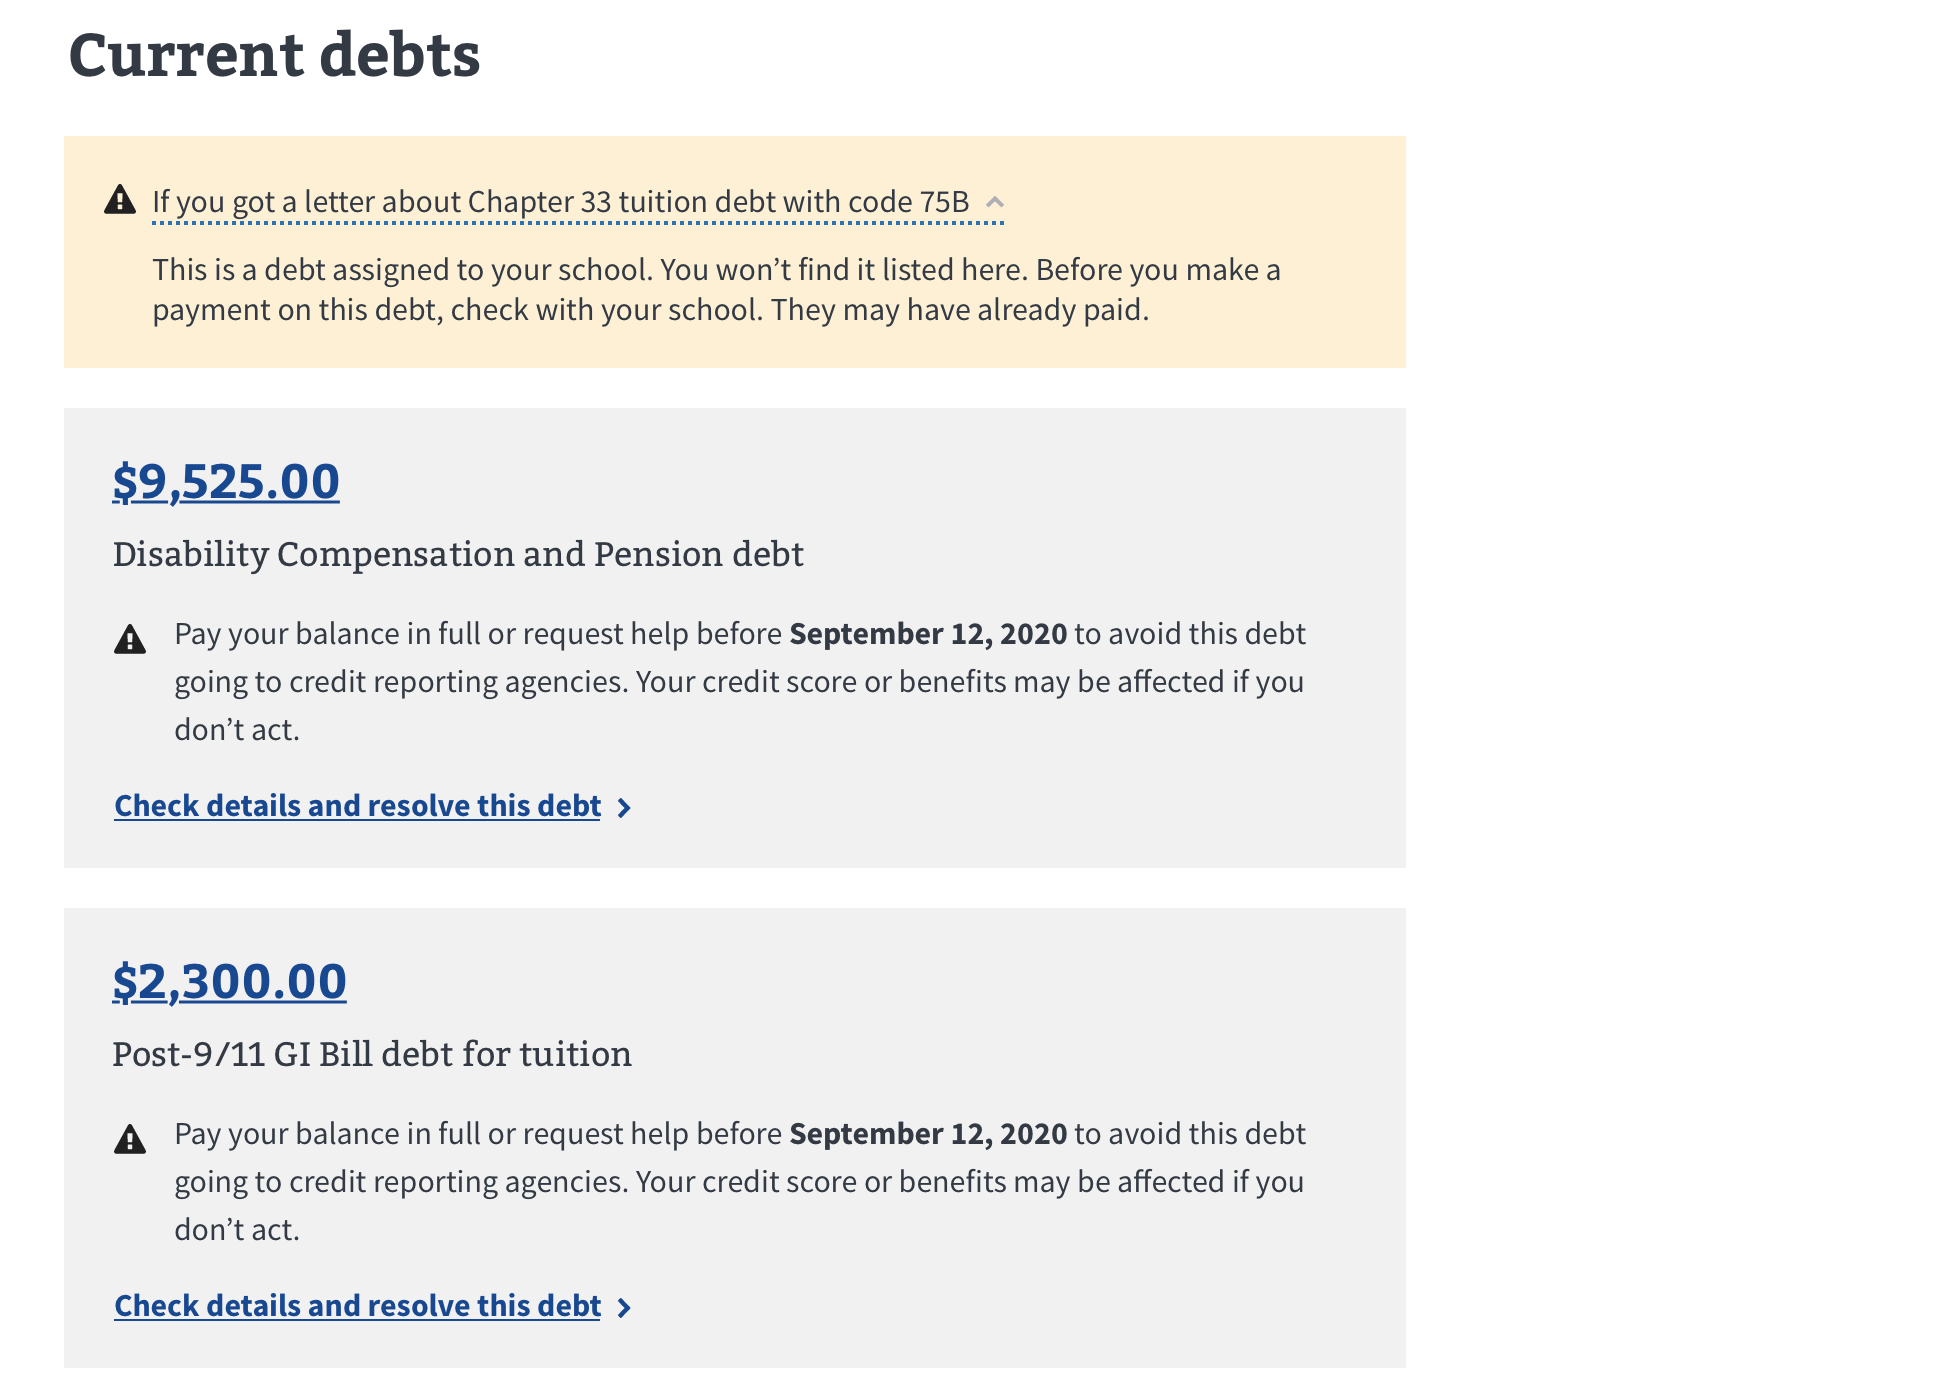 Current debts
If you got a letter about Chapter 33 tuition debt with code 75B
This is a debt assigned to your school. You won’t find it listed here. Before you make a
payment on this debt, check with your school. They may have already paid.
$9,525.00
Disability Compensation and Pension debt
Pay your balance in full or request help before September 12, 2020 to avoid this debt
going to credit reporting agencies. Your credit score or benefits may be affected if you
don’t act.
Check details and resolve this debt
$2,300.00
Post-9/11 GI Bill debt for tuition
Pay your balance in full or request help before September 12, 2020 to avoid this debt
going to credit reporting agencies. Your credit score or benefits may be affected if you
don’t act.
Check details and resolve this debt